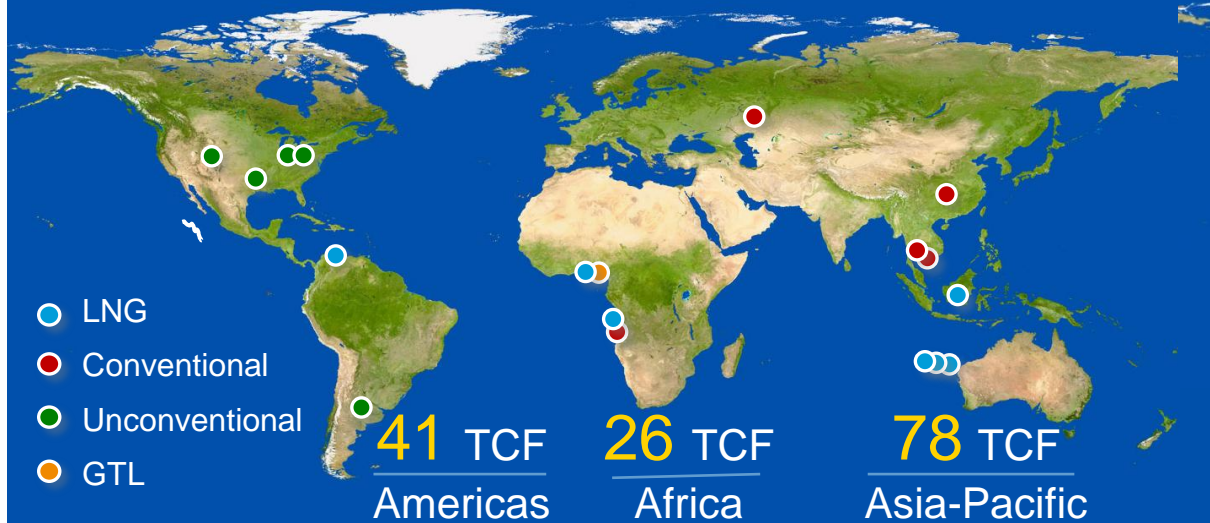 LNG
Conventional
Unconventional
GTL
41 TCF
Americas
26 TCF
Africa
78 TCF
Asia-Pacific